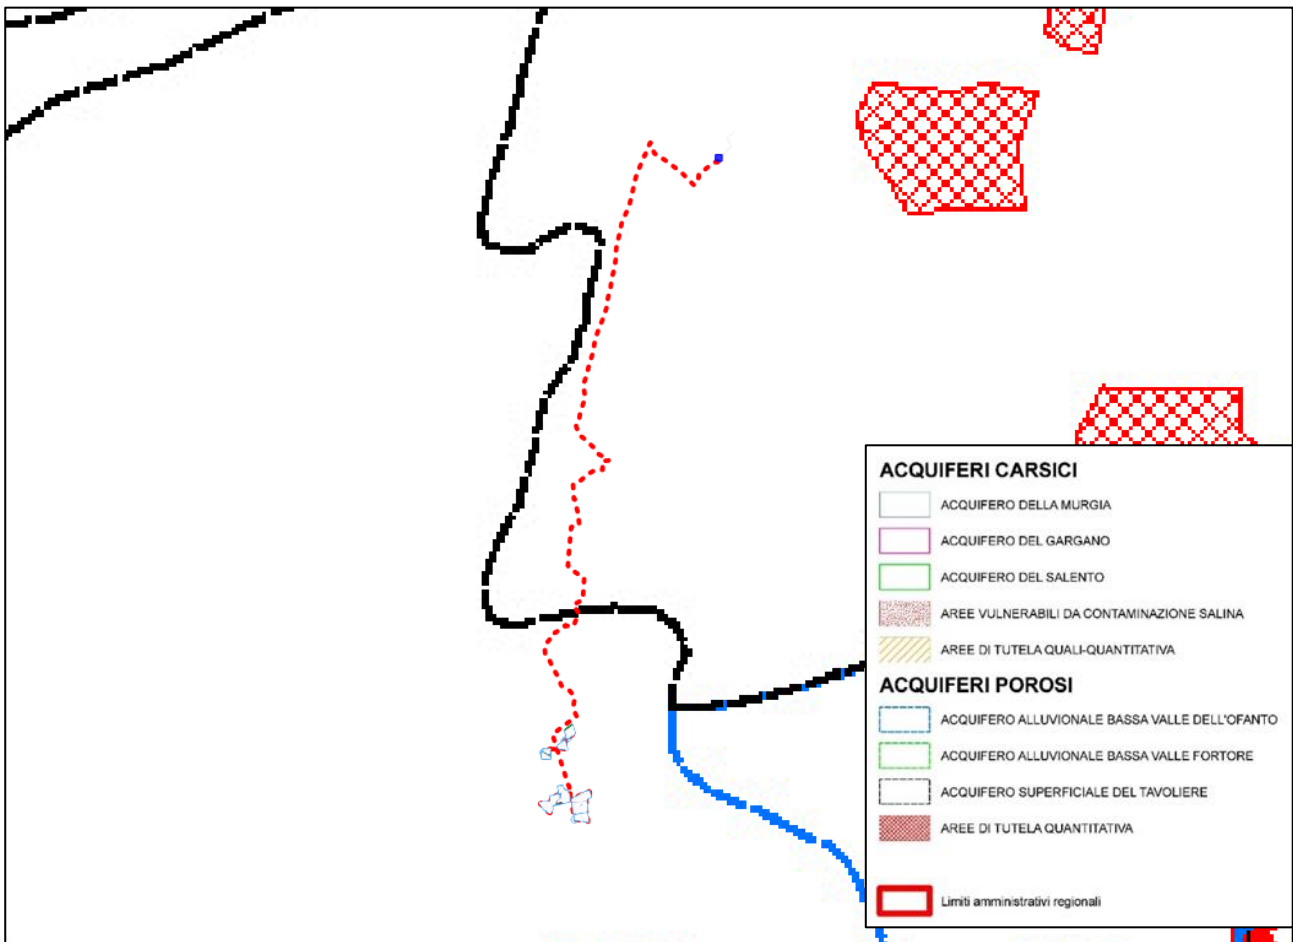 ACQUIFERI CARSICI
ACQUIFERO DELLA MURGIA
ACQUIFERO DEL GARGANO
ACQUIFERO DEL SALENTO
AREE VULNERABILI DA CONTAMINAZIONE SALINA
AREE DI TUTELA QUALI-QUANTITATIVA
ACQUIFERI POROSI
ACQUIFERO ALLUVIONALE BASSA VALLE DELL'OFANTO
ACQUIFERO ALLUVIONALE BASSA VALLE FORTORE
ACQUIFERO SUPERFICIALE DEL TAVOLIERE
AREE DI TUTELA QUANTITATIVA
Limiti amministrativi regionali